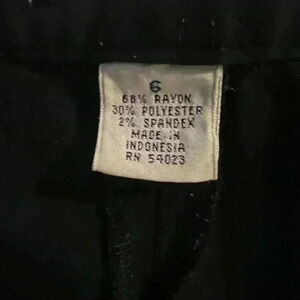 6
68% RAYON
30% POLYESTER
2% SPANDEX
MADE IN
INDONESIA
RN 54023